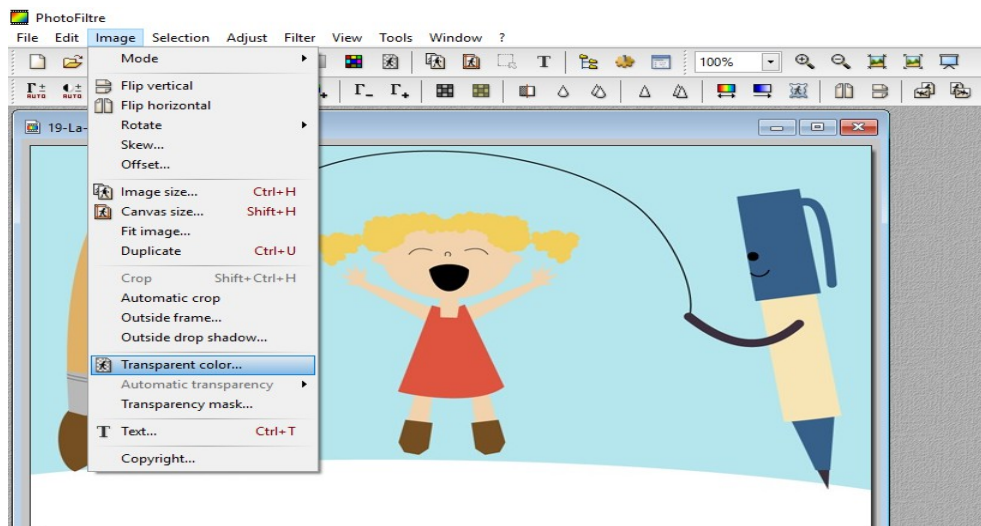 PhotoFiltre
File Edit Image Selection Adjust Filter View Tools Window ?
Mode
T
100%
Flip vertical
AUTO AUTO
Flip horizontal
19-La-
Rotate
Skew...
Offset...
Image size... Ctrl+H
Canvas size... Shift+H
Fit image...
Duplicate Ctrl+U
Crop Shift+Ctrl+H
Automatic crop
Outside frame...
Outside drop shadow...
Transparent color...
Automatic transparency
Transparency mask...
T Text... Ctrl+T
Copyright...